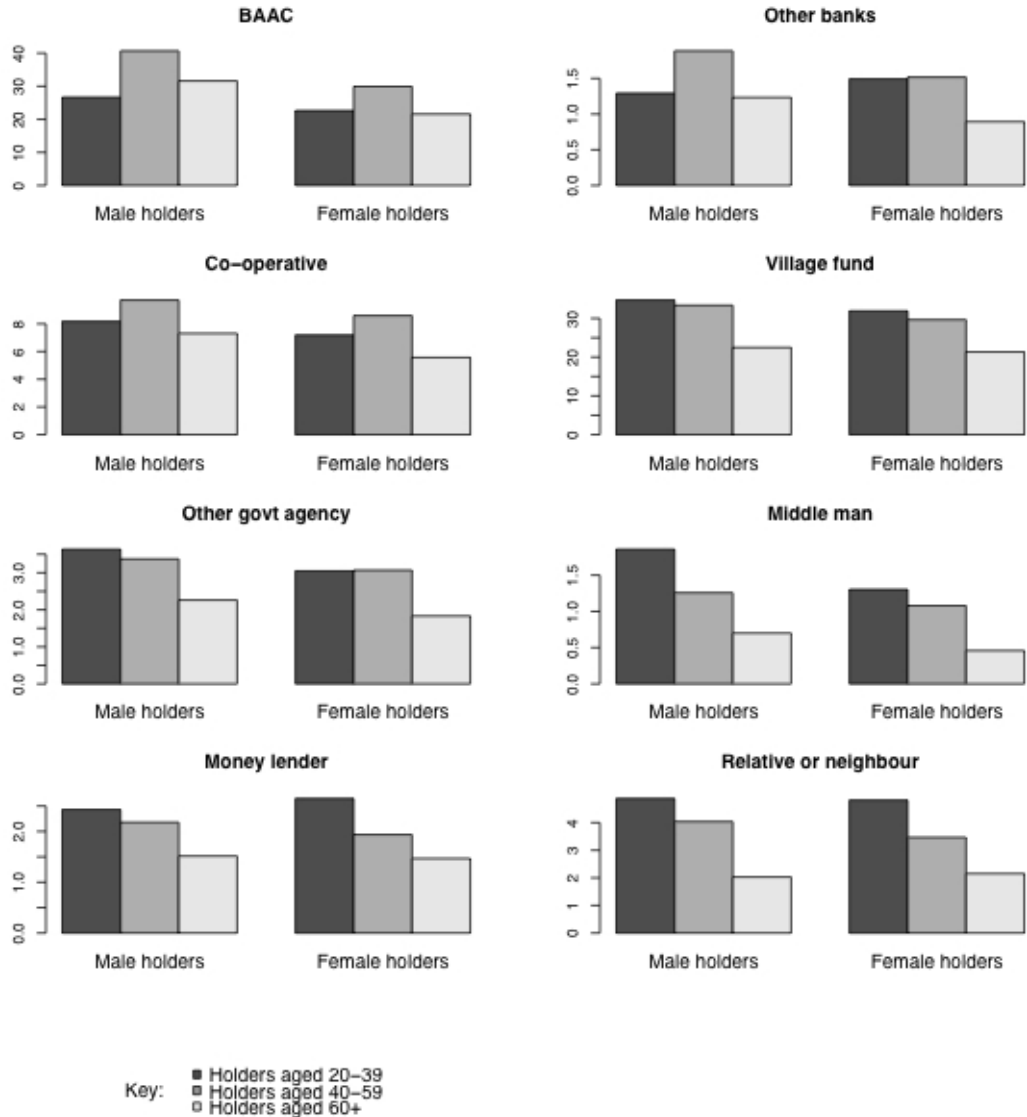 BAAC
0 10 20 30 40
Male holders Female holders
Other banks
0.0 0.5 1.0 1.5
Male holders Female holders
Co-operative
0 2 4 6 8
Male holders Female holders
Village fund
0 10 20 30
Male holders Female holders
Other govt agency
0.0 1.0 2.0 3.0
Male holders Female holders
Middle man
0.0 0.5 1.0 1.5
Male holders Female holders
Money lender
0.0 1.0 2.0
Male holders Female holders
Relative or neighbour
0 1 2 3 4
Male holders Female holders
Key:
Holders aged 20-39
Holders aged 40-59
Holders aged 60+